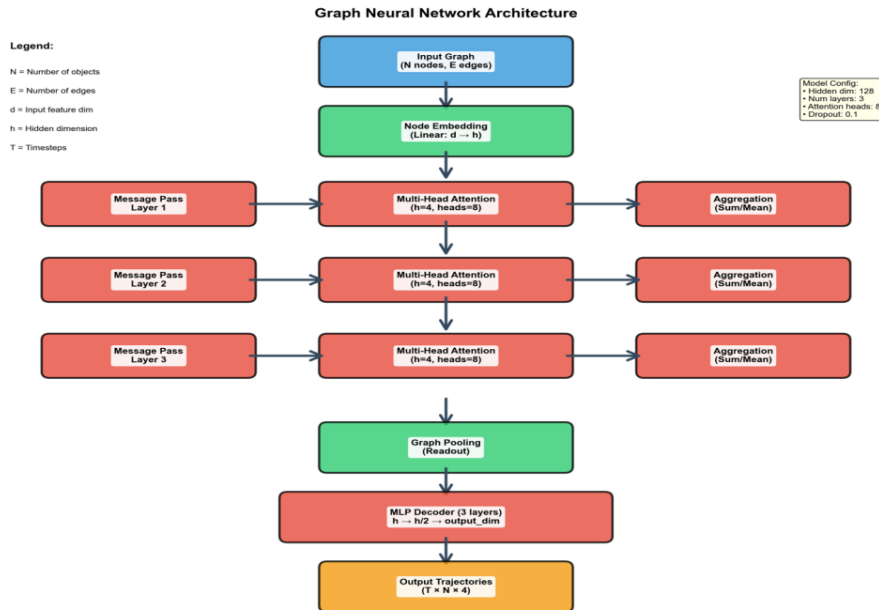 Graph Neural Network Architecture
Legend:
N = Number of objects
E = Number of edges
d = Input feature dim
h = Hidden dimension
T = Timesteps
Input Graph
(N nodes, E edges)
Model Config:
• Hidden dim: 128
• Num layers: 3
• Attention heads: 8
• Dropout: 0.1
Node Embedding
(Linear: d → h)
Message Pass
Layer 1
Multi-Head Attention
(h=4, heads=8)
Aggregation
(Sum/Mean)
Message Pass
Layer 2
Multi-Head Attention
(h=4, heads=8)
Aggregation
(Sum/Mean)
Message Pass
Layer 3
Multi-Head Attention
(h=4, heads=8)
Aggregation
(Sum/Mean)
Graph Pooling
(Readout)
MLP Decoder (3 layers)
h → h/2 → output_dim
Output Trajectories
(T × N × 4)